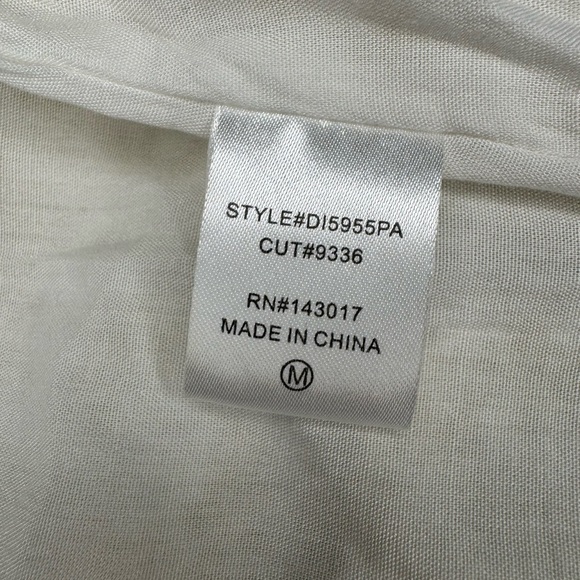 STYLE#DI5955PA
CUT#9336
RN#143017
MADE IN CHINA
M